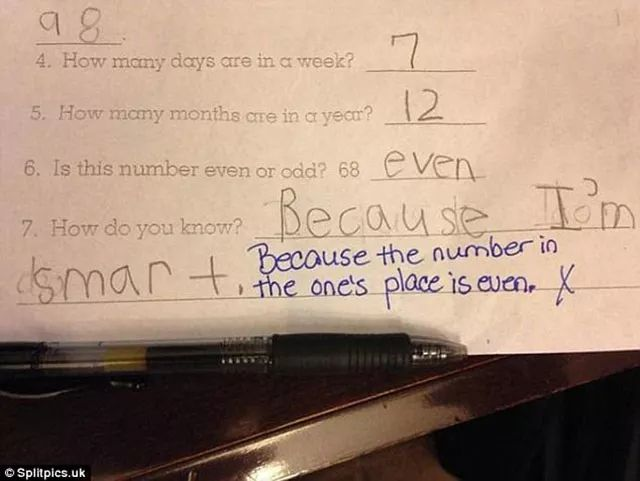 98.
4. How many days are in a week? 7
5. How many months are in a year? 12
6. Is this number even or odd? 68 even
7. How do you know? Because I'm
smart. Because the number in
the one's place is even. X
© Splitpics.uk